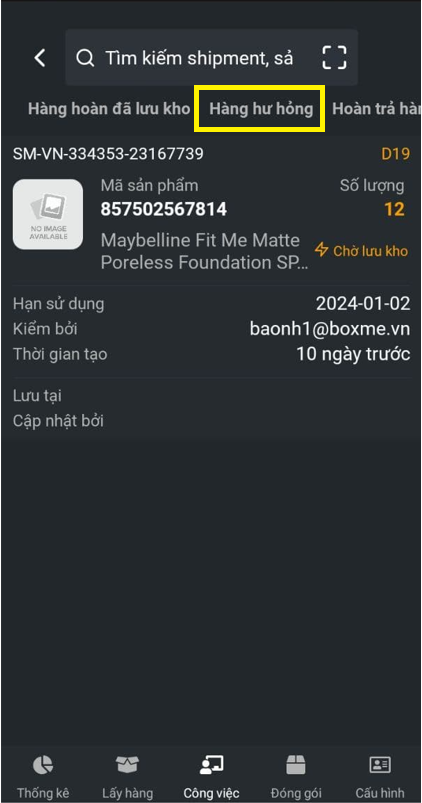 Tìm kiếm shipment, sả
Hàng hoàn đã lưu kho Hàng hư hỏng Hoàn trả hàn
SM-VN-334353-23167739 D19
Mã sản phẩm Số lượng
857502567814 12
NO IMAGE
AVAILABLE
Maybelline Fit Me Matte
Poreless Foundation SP... Chờ lưu kho
Hạn sử dụng 2024-01-02
Kiểm bởi baonh1@boxme.vn
Thời gian tạo 10 ngày trước
Lưu tại
Cập nhật bởi
Thống kê Lấy hàng Công việc Đóng gói Cấu hình